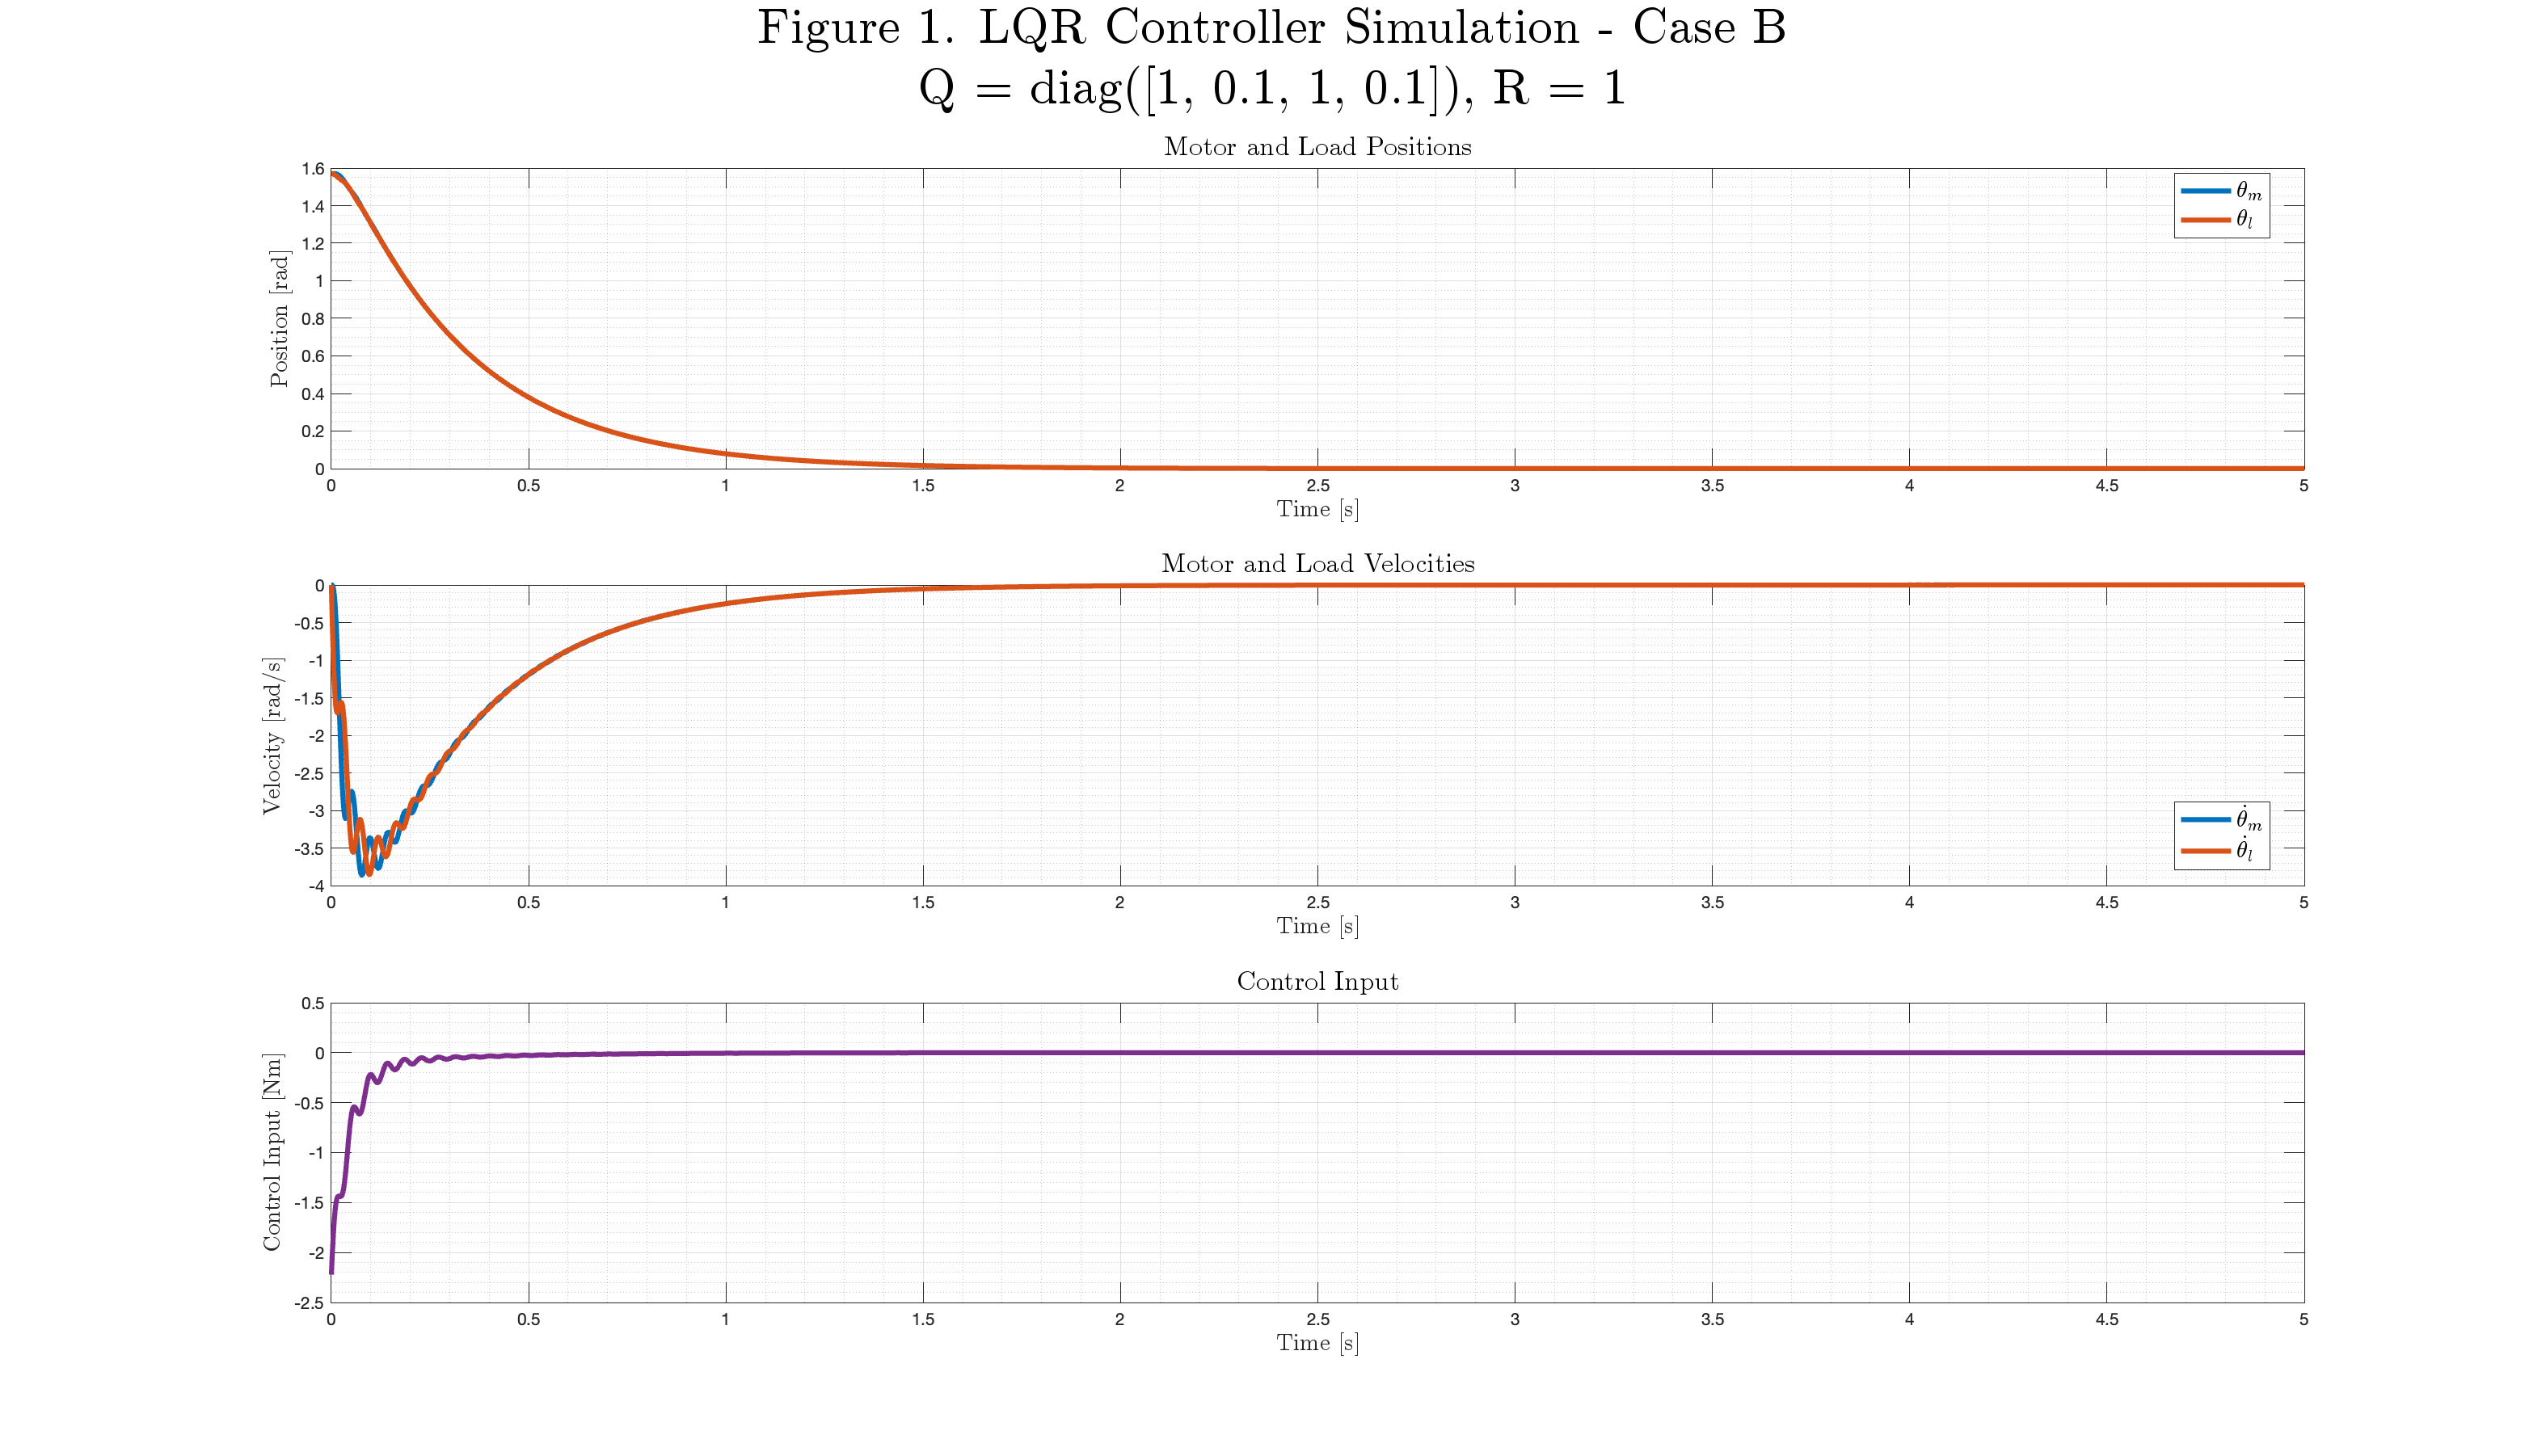 Figure 1. LQR Controller Simulation - Case B
Q = diag([1, 0.1, 1, 0.1]), R = 1
Motor and Load Positions
Position [rad]
1.6
1.4
1.2
1
0.8
0.6
0.4
0.2
0
θm
θl
0 0.5 1 1.5 2 2.5 3 3.5 4 4.5 5
Time [s]
Motor and Load Velocities
Velocity [rad/s]
0
-0.5
-1
-1.5
-2
-2.5
-3
-3.5
-4
θ̇m
θ̇l
0 0.5 1 1.5 2 2.5 3 3.5 4 4.5 5
Time [s]
Control Input
Control Input [Nm]
0.5
0
-0.5
-1
-1.5
-2
-2.5
0 0.5 1 1.5 2 2.5 3 3.5 4 4.5 5
Time [s]